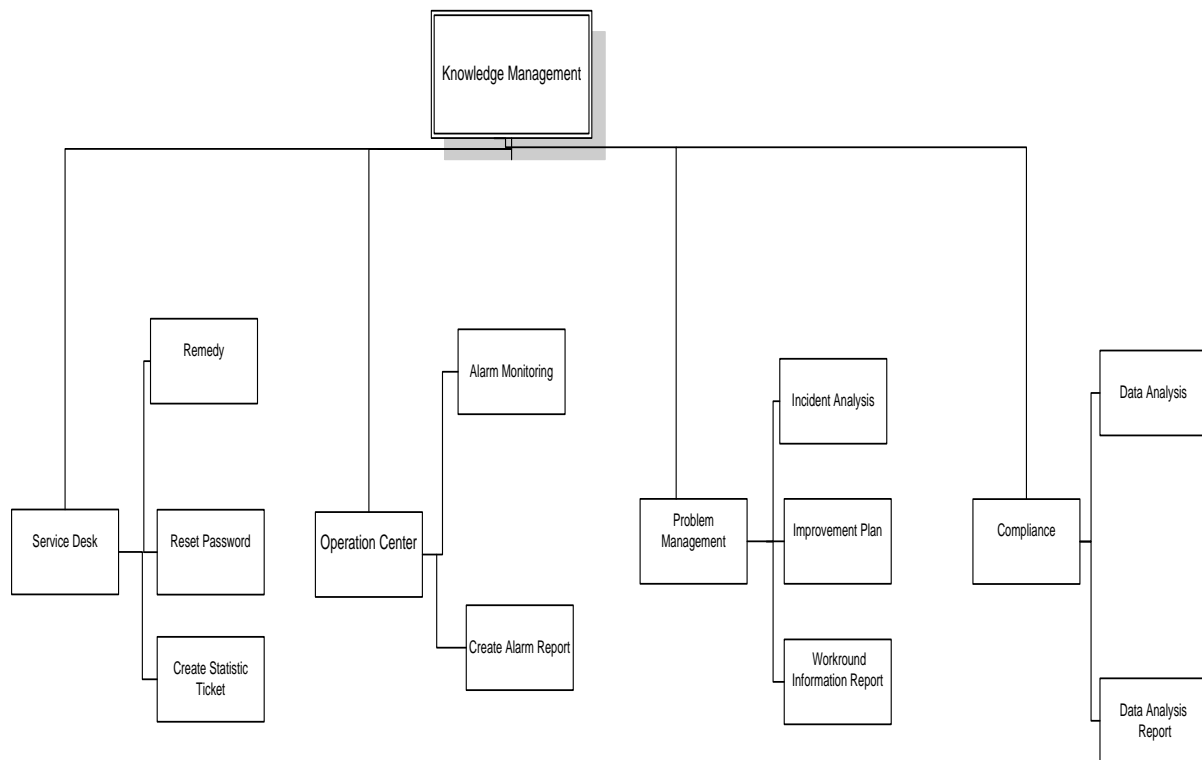 Knowledge Management
Remedy
Alarm Monitoring
Incident Analysis
Data Analysis
Service Desk
Reset Password
Operation Center
Problem
Management
Improvement Plan
Compliance
Create Statistic
Ticket
Create Alarm Report
Workround
Information Report
Data Analysis
Report